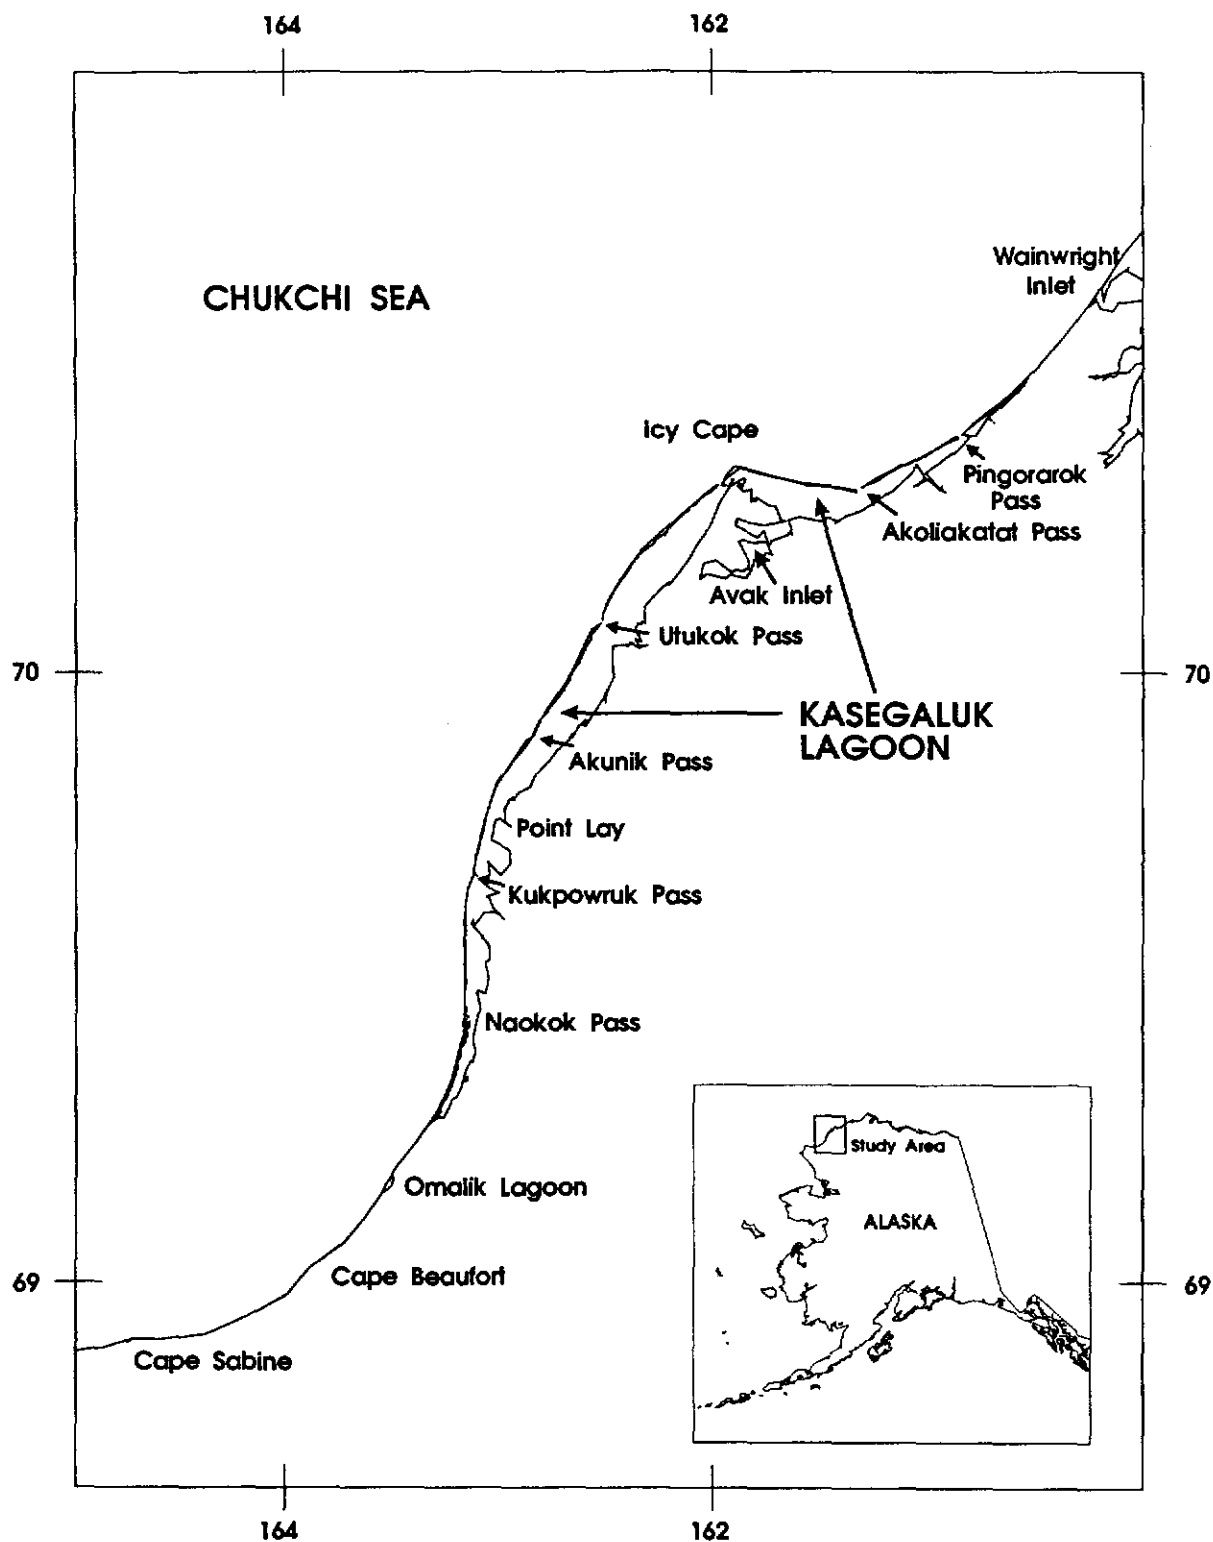 164 162
Wainwright
Inlet
CHUKCHI SEA
Icy Cape
Pingorarok
Pass
Akoliakatat Pass
Avak Inlet
Utukok Pass
70 70
KASEGALUK
LAGOON
Akunik Pass
Point Lay
Kukpowruk Pass
Naokok Pass
Study Area
Omalik Lagoon
ALASKA
69 69
Cape Beaufort
Cape Sabine
164 162